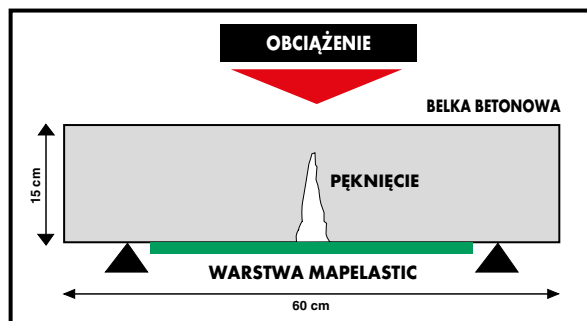 OBCIĄŻENIE
BELKA BETONOWA
15 cm
PĘKNIĘCIE
WARSTWA MAPELASTIC
60 cm